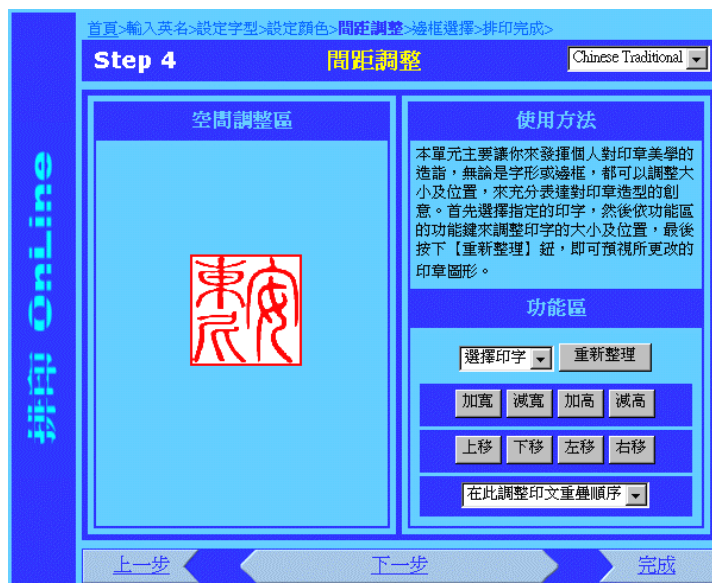 首頁>輸入英名>設定字型>設定顏色>間距調整>邊框選擇>排印完成>
Step 4
間距調整
Chinese Traditional
排印 OnLine
空間調整區
使用方法
本單元主要讓你來發揮個人對印章美學的
造詣，無論是字形或邊框，都可以調整大
小及位置，來充分表達對印章造型的創
意。首先選擇指定的印字，然後依功能區
的功能鍵來調整印字的大小及位置，最後
按下【重新整理】鈕，即可預視所更改的
印章圖形。
功能區
選擇印字 重新整理
加寬 減寬 加高 減高
上移 下移 左移 右移
在此調整印文重疊順序
上一步 下一步 完成